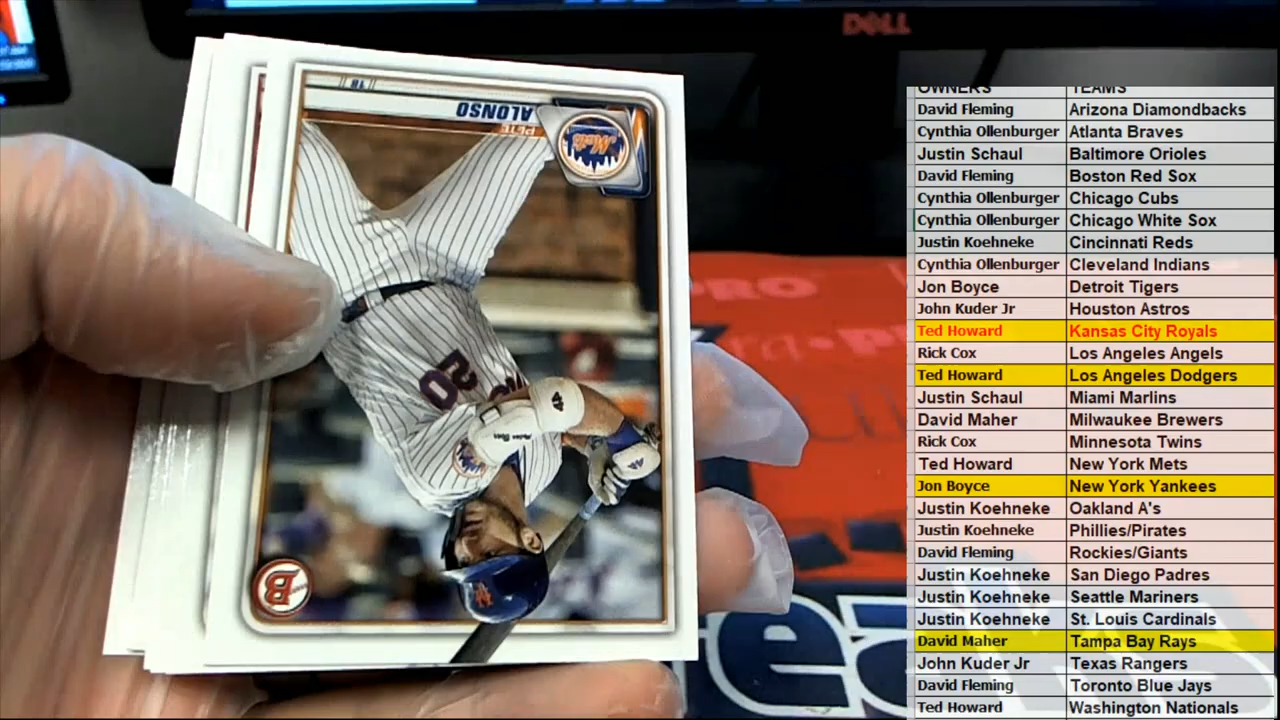 DELL
OWNERS TEAMS
David Fleming Arizona Diamondbacks
Cynthia Ollenburger Atlanta Braves
Justin Schaul Baltimore Orioles
David Fleming Boston Red Sox
Cynthia Ollenburger Chicago Cubs
Cynthia Ollenburger Chicago White Sox
Justin Koehneke Cincinnati Reds
Cynthia Ollenburger Cleveland Indians
Jon Boyce Detroit Tigers
John Kuder Jr Houston Astros
Ted Howard Kansas City Royals
Rick Cox Los Angeles Angels
Ted Howard Los Angeles Dodgers
Justin Schaul Miami Marlins
David Maher Milwaukee Brewers
Rick Cox Minnesota Twins
Ted Howard New York Mets
Jon Boyce New York Yankees
Justin Koehneke Oakland A's
Justin Koehneke Phillies/Pirates
David Fleming Rockies/Giants
Justin Koehneke San Diego Padres
Justin Koehneke Seattle Mariners
Justin Koehneke St. Louis Cardinals
David Maher Tampa Bay Rays
John Kuder Jr Texas Rangers
David Fleming Toronto Blue Jays
Ted Howard Washington Nationals
PETE
ALONSO
1B
Mets
20
B
PRO